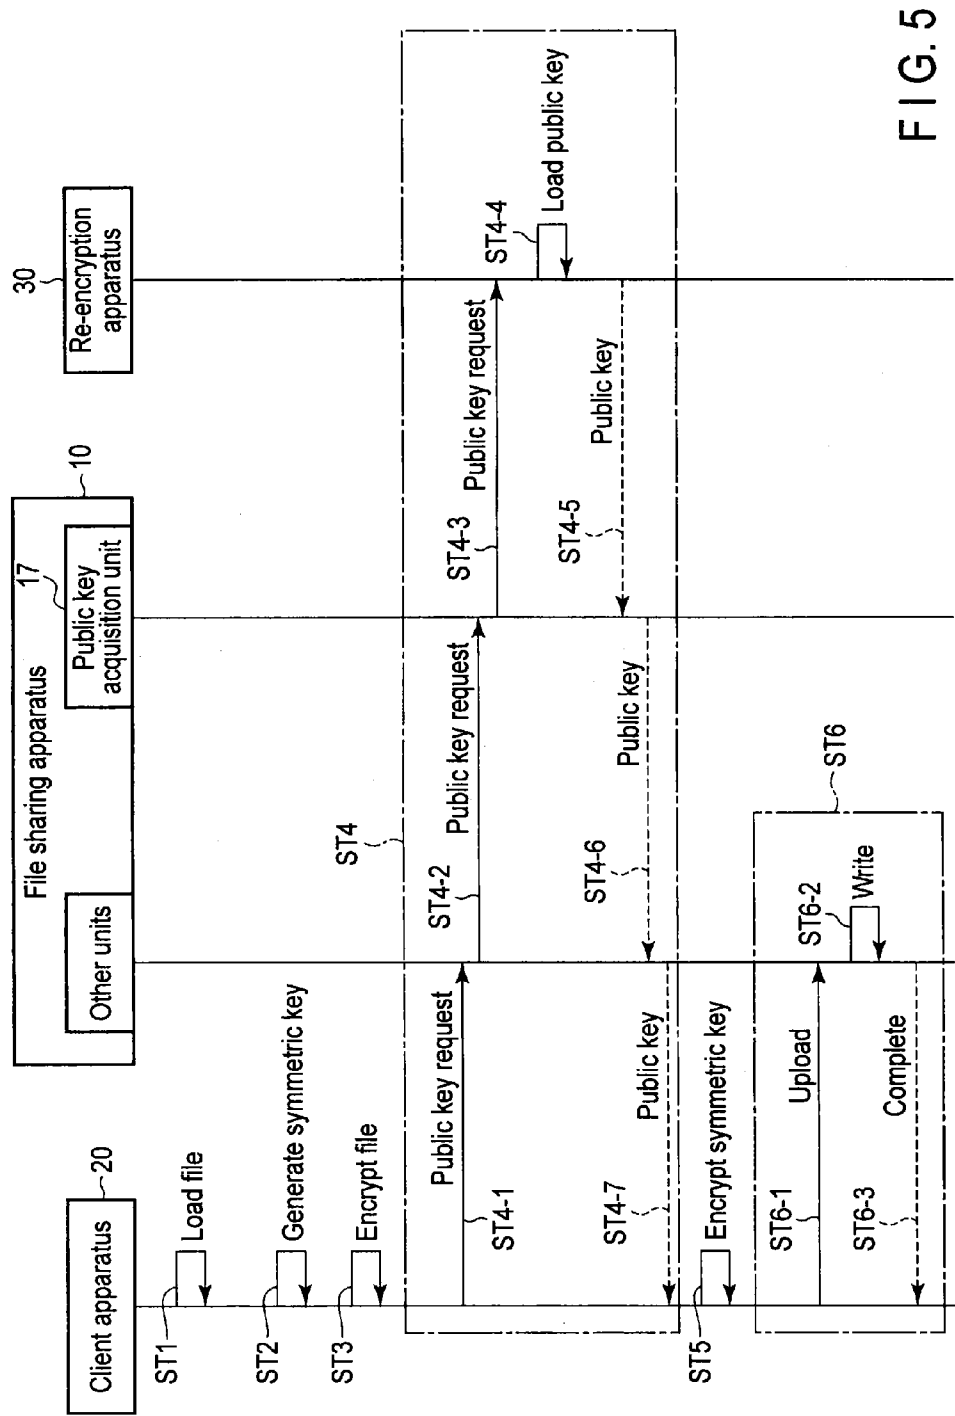 Client apparatus
20
File sharing apparatus
10
Other units
17
Public key
acquisition unit
30
Re-encryption
apparatus
ST1
Load file
ST2
Generate symmetric key
ST3
Encrypt file
ST4
ST4-1
Public key request
ST4-2
Public key request
ST4-3
Public key request
ST4-4
Load public key
ST4-5
Public key
ST4-6
Public key
ST4-7
Public key
ST5
Encrypt symmetric key
ST6
ST6-1
Upload
ST6-2
Write
ST6-3
Complete
FIG. 5